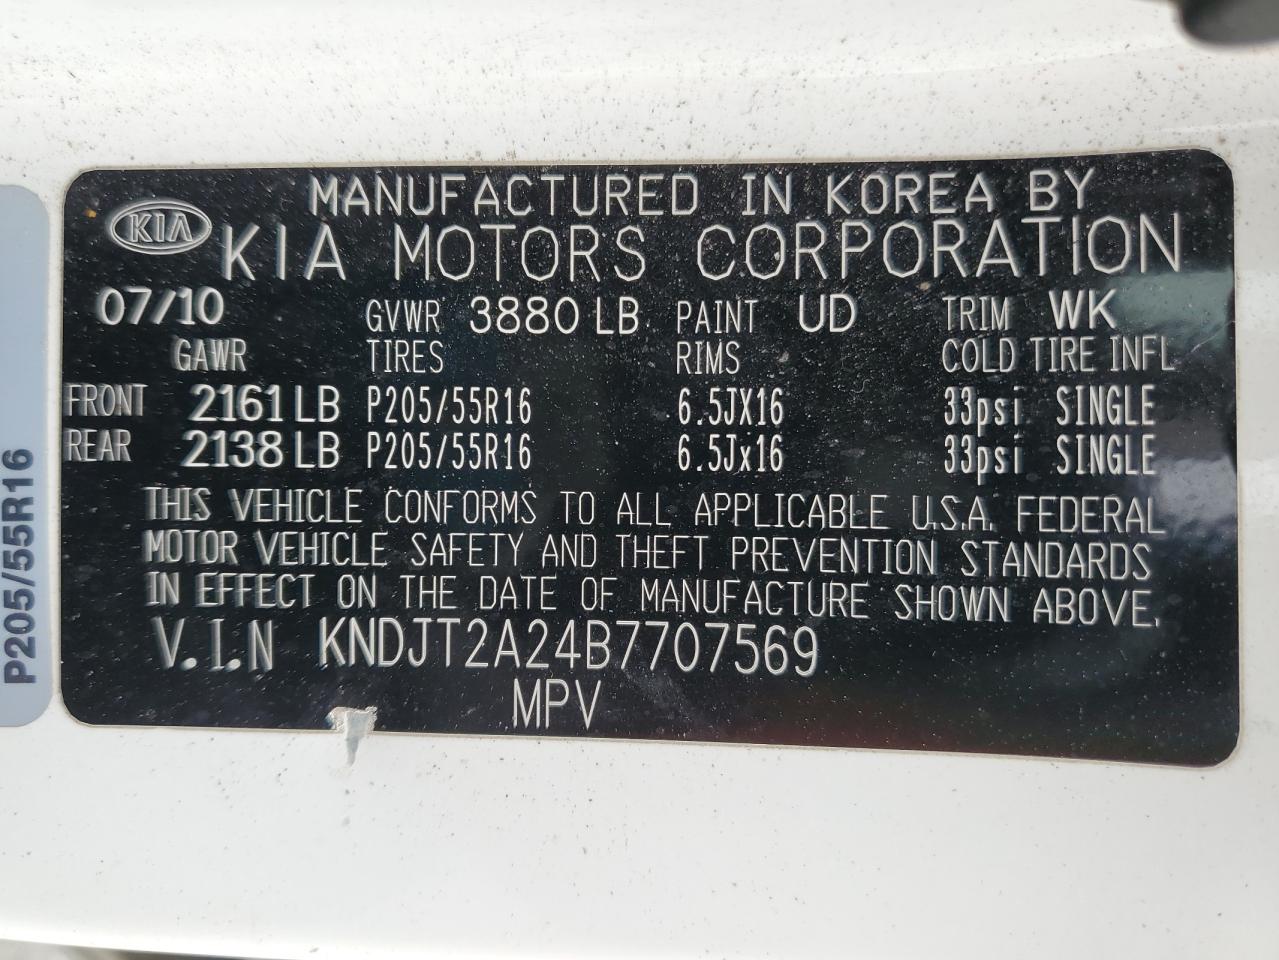 MANUFACTURED IN KOREA BY
KIA
KIA MOTORS CORPORATION
07/10 GVWR 3880 LB PAINT UD TRIM WK
GAWR TIRES RIMS COLD TIRE INFL
FRONT 2161 LB P205/55R16 6.5JX16 33psi SINGLE
REAR 2138 LB P205/55R16 6.5Jx16 33psi SINGLE
THIS VEHICLE CONFORMS TO ALL APPLICABLE U.S.A. FEDERAL
MOTOR VEHICLE SAFETY AND THEFT PREVENTION STANDARDS
IN EFFECT ON THE DATE OF MANUFACTURE SHOWN ABOVE.
V.I.N KNDJT2A24B7707569
MPV
P205/55R16